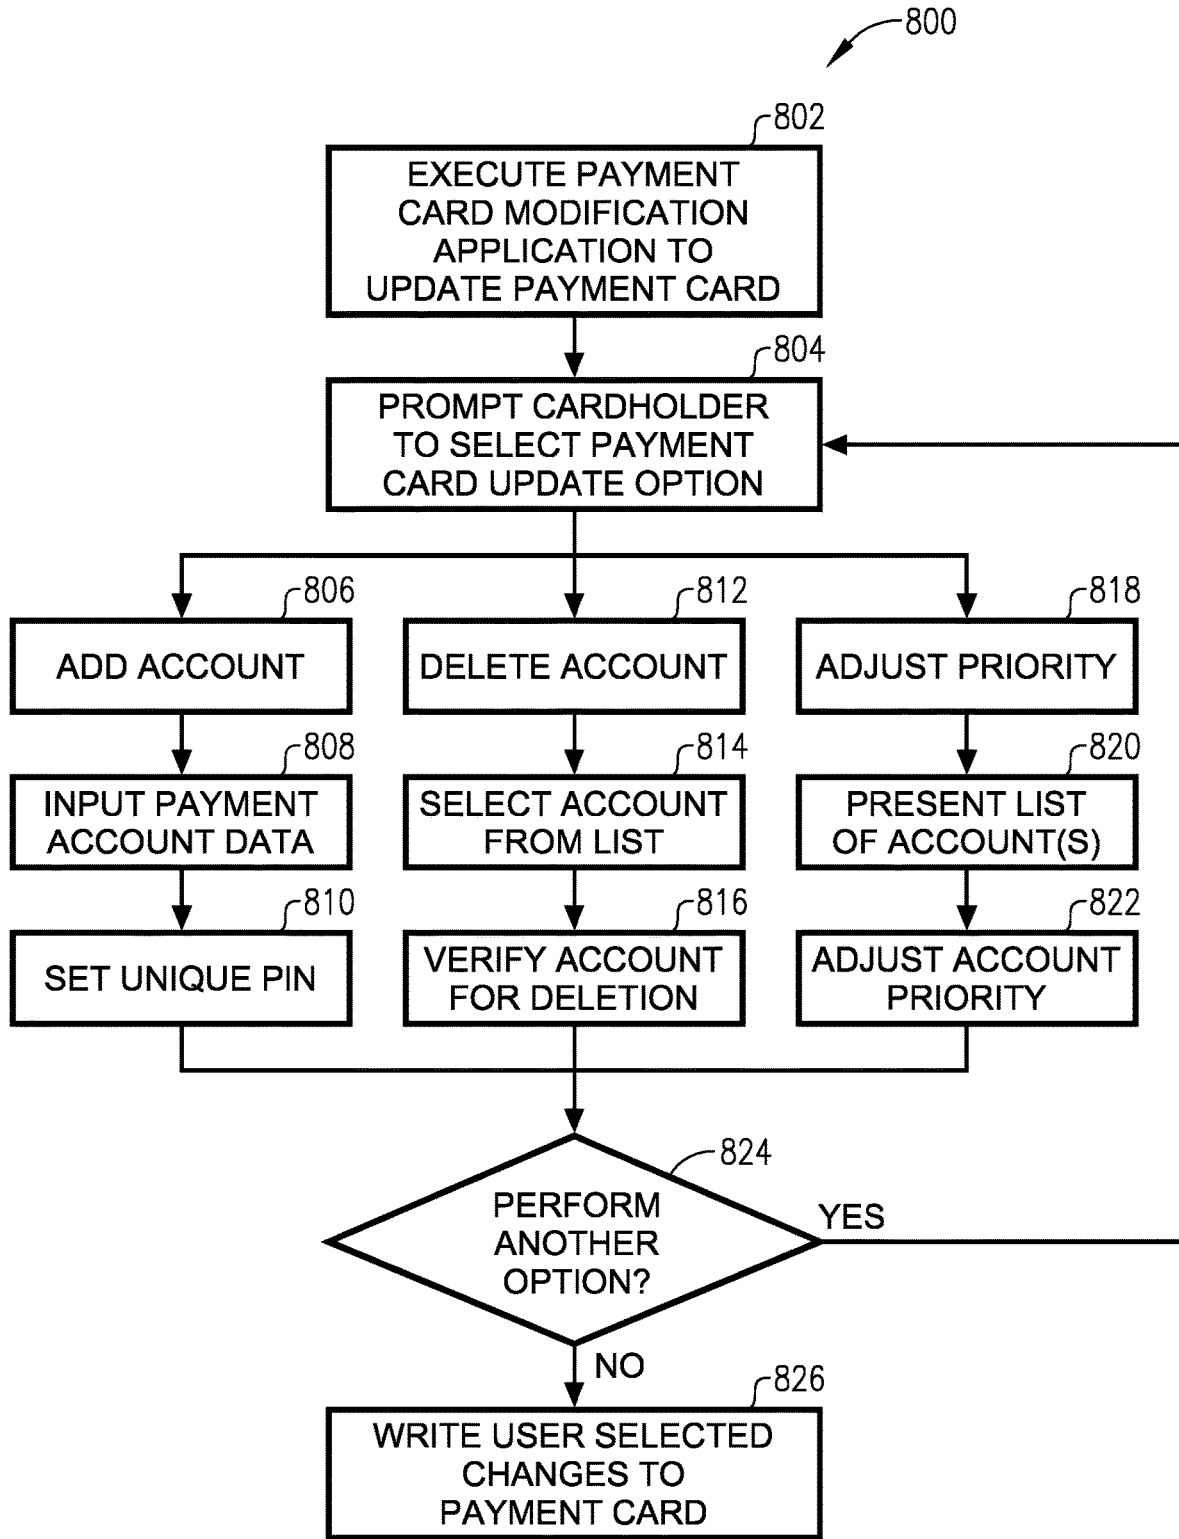 800
802
EXECUTE PAYMENT
CARD MODIFICATION
APPLICATION TO
UPDATE PAYMENT CARD
804
PROMPT CARDHOLDER
TO SELECT PAYMENT
CARD UPDATE OPTION
806
ADD ACCOUNT
812
DELETE ACCOUNT
818
ADJUST PRIORITY
808
INPUT PAYMENT
ACCOUNT DATA
814
SELECT ACCOUNT
FROM LIST
820
PRESENT LIST
OF ACCOUNT(S)
810
SET UNIQUE PIN
816
VERIFY ACCOUNT
FOR DELETION
822
ADJUST ACCOUNT
PRIORITY
824
PERFORM
ANOTHER
OPTION?
YES
NO
826
WRITE USER SELECTED
CHANGES TO
PAYMENT CARD